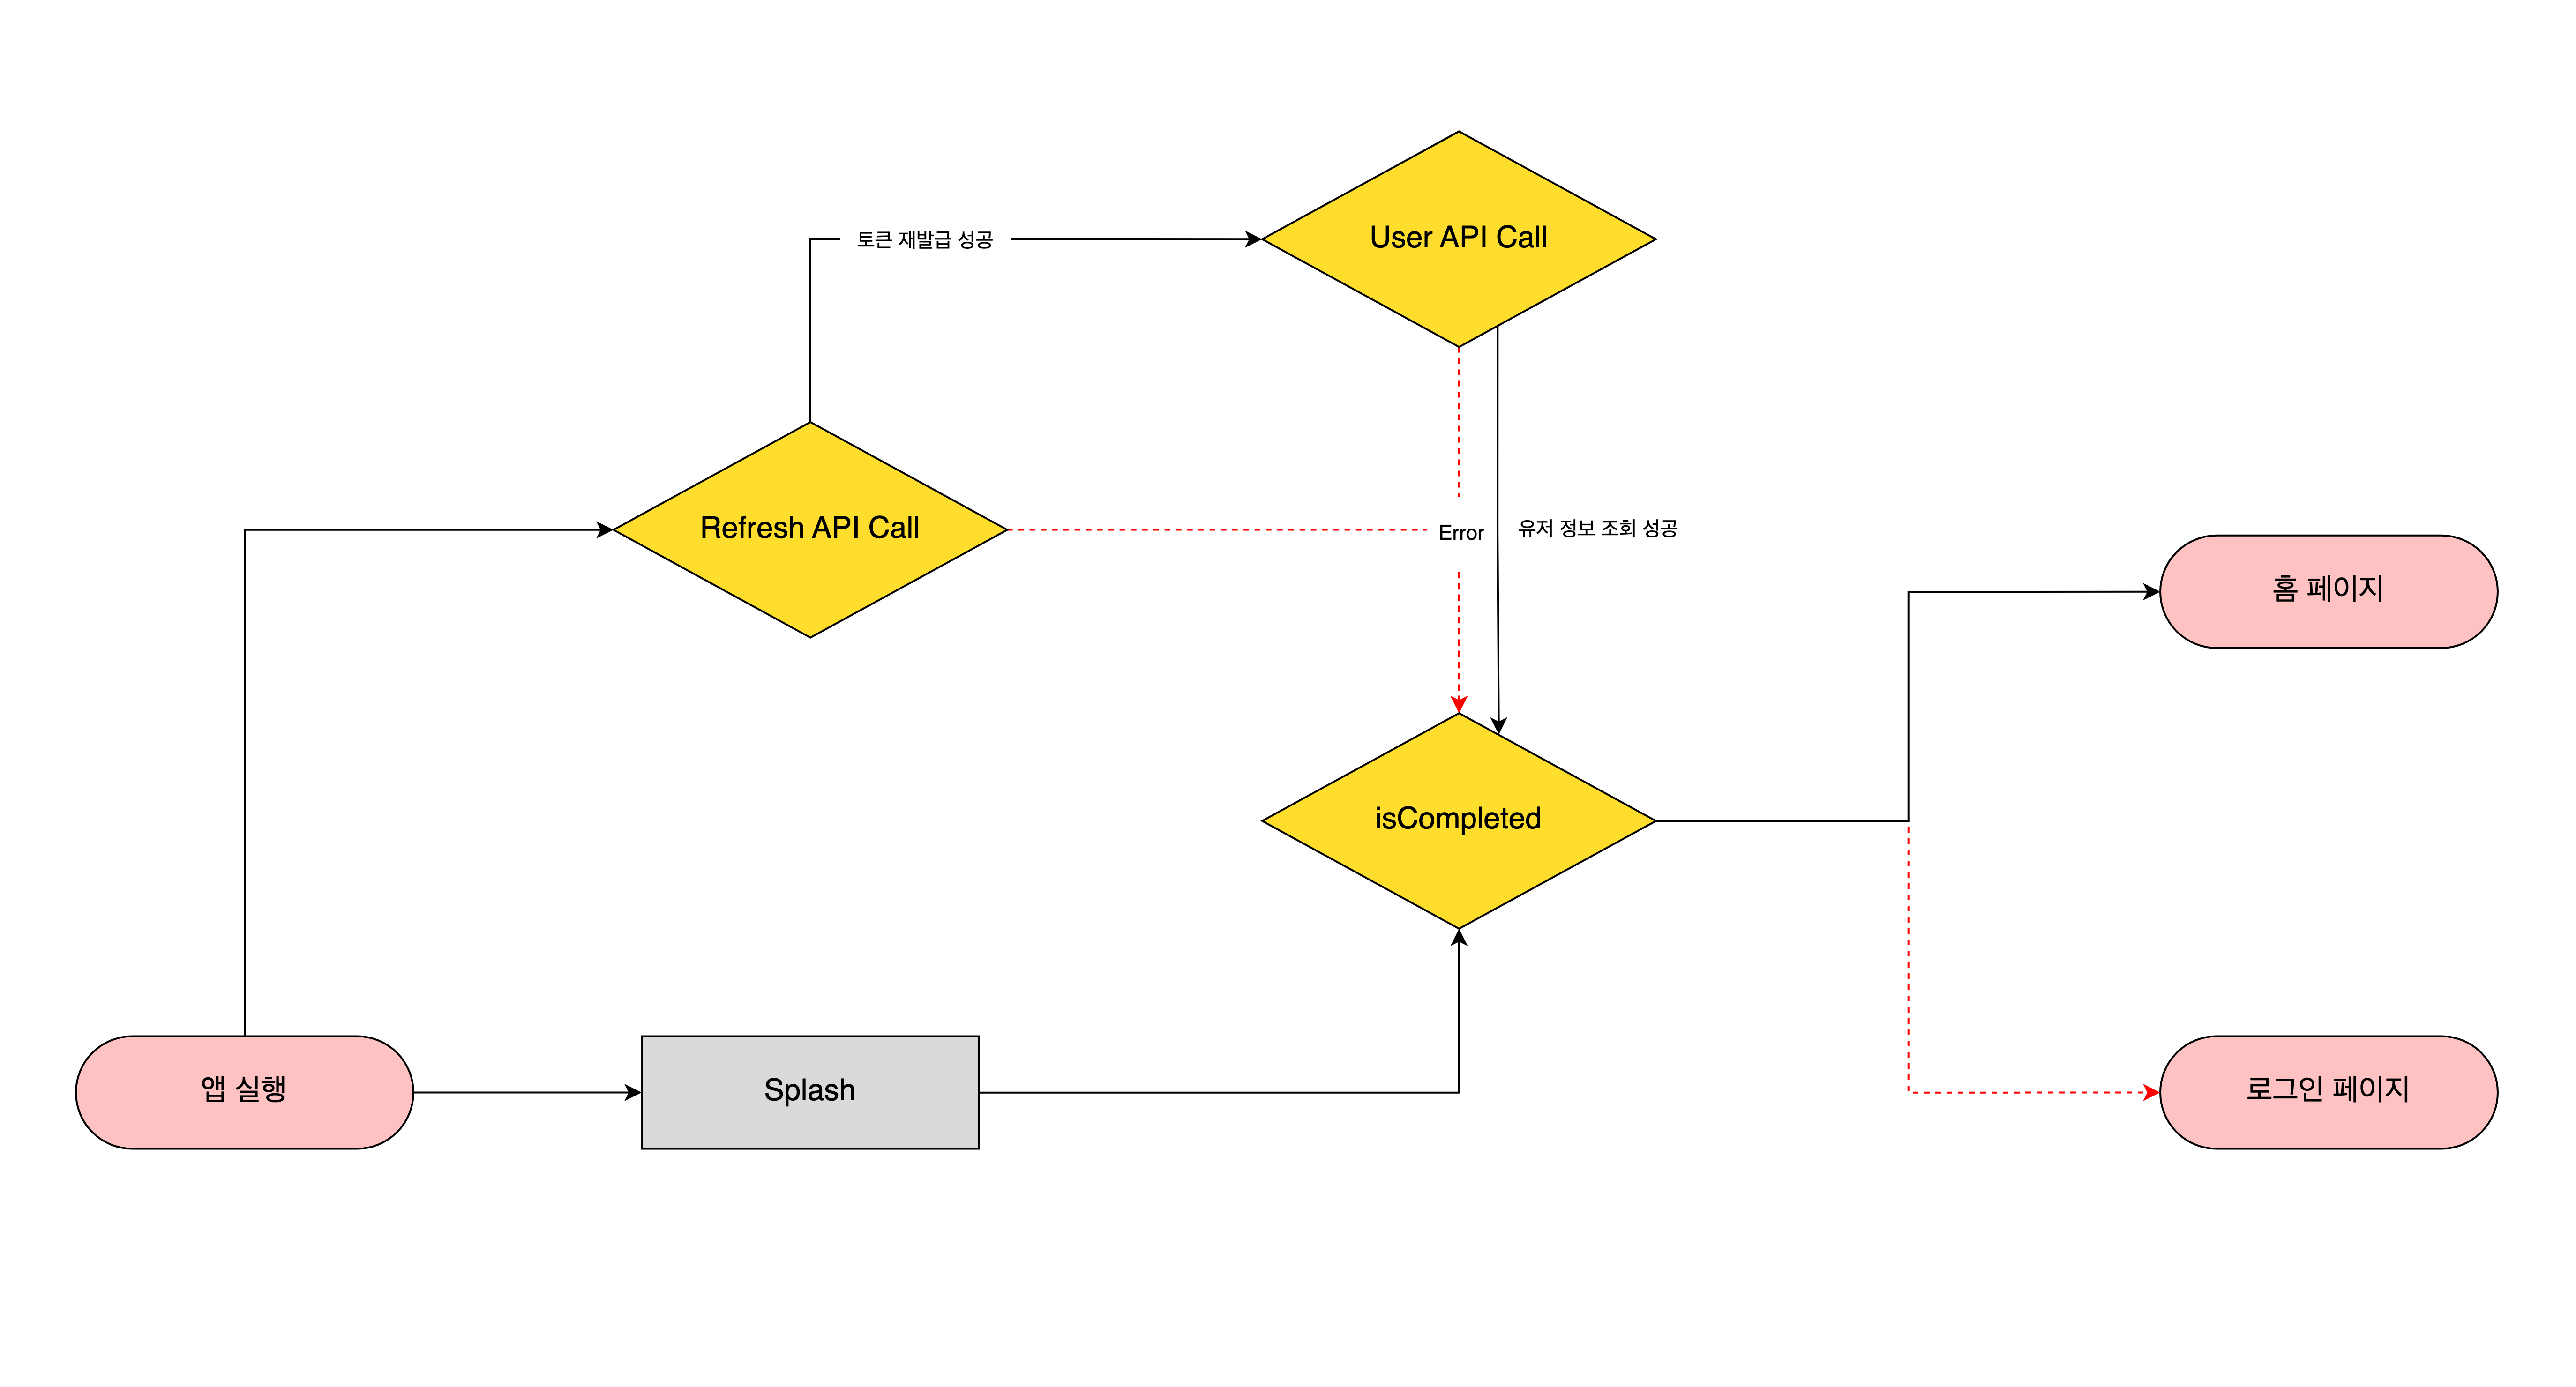 User API Call
토큰 재발급 성공
Refresh API Call
Error
유저 정보 조회 성공
홈 페이지
isCompleted
앱 실행
Splash
로그인 페이지